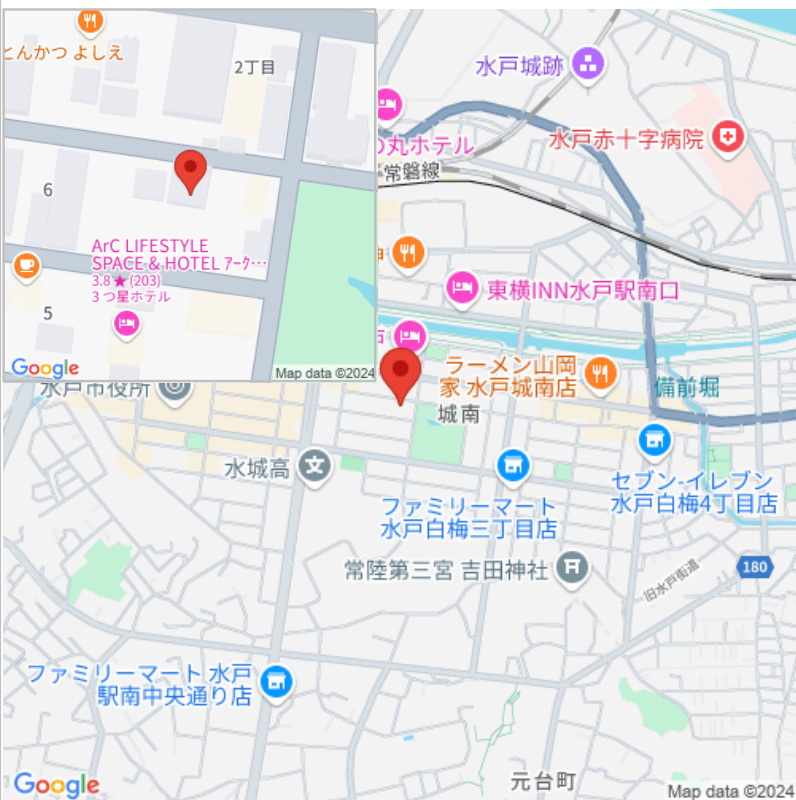 とんかつ よしえ
2丁目
6
ArC LIFESTYLE
SPACE & HOTEL ｱｰｸ…
3.8★(203)
3 つ星ホテル
5
Google
Map data ©2024
水戸城跡
の丸ホテル
水戸赤十字病院
常磐線
東横INN水戸駅南口
ラーメン山岡
家 水戸城南店
備前堀
水戸市役所
城南
水城高
セブン-イレブン
水戸白梅4丁目店
ファミリーマート
水戸白梅三丁目店
常陸第三宮 吉田神社
180
旧水戸街道
ファミリーマート 水戸
駅南中央通り店
元台町
Google
Map data ©2024